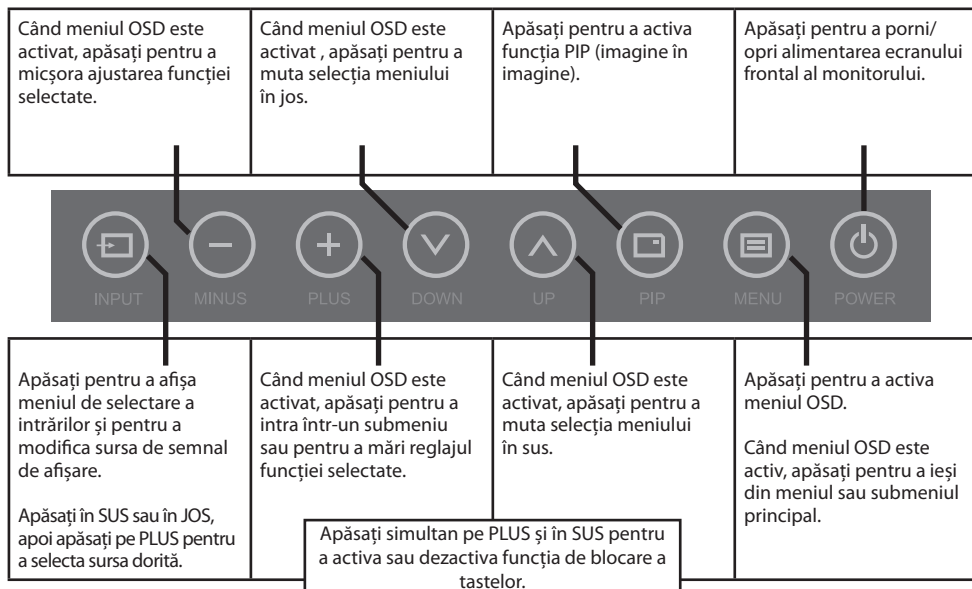 Când meniul OSD este
activat, apăsați pentru a
micșora ajustarea funcției
selectate.
Când meniul OSD este
activat , apăsați pentru a
muta selecția meniului
în jos.
Apăsați pentru a activa
funcția PIP (imagine în
imagine).
Apăsați pentru a porni/
opri alimentarea ecranului
frontal al monitorului.
INPUT
MINUS
PLUS
DOWN
UP
PIP
MENU
POWER
Apăsați pentru a afișa
meniul de selectare a
intrărilor și pentru a
modifica sursa de semnal
de afișare.
Apăsați în SUS sau în JOS,
apoi apăsați pe PLUS pentru
a selecta sursa dorită.
Când meniul OSD este
activat, apăsați pentru a
intra într-un submeniu
sau pentru a mări reglajul
funcției selectate.
Când meniul OSD este
activat, apăsați pentru a
muta selecția meniului
în sus.
Apăsați pentru a activa
meniul OSD.
Când meniul OSD este
activ, apăsați pentru a ieși
din meniul sau submeniul
principal.
Apăsați simultan pe PLUS și în SUS pentru
a activa sau dezactiva funcția de blocare a
tastelor.